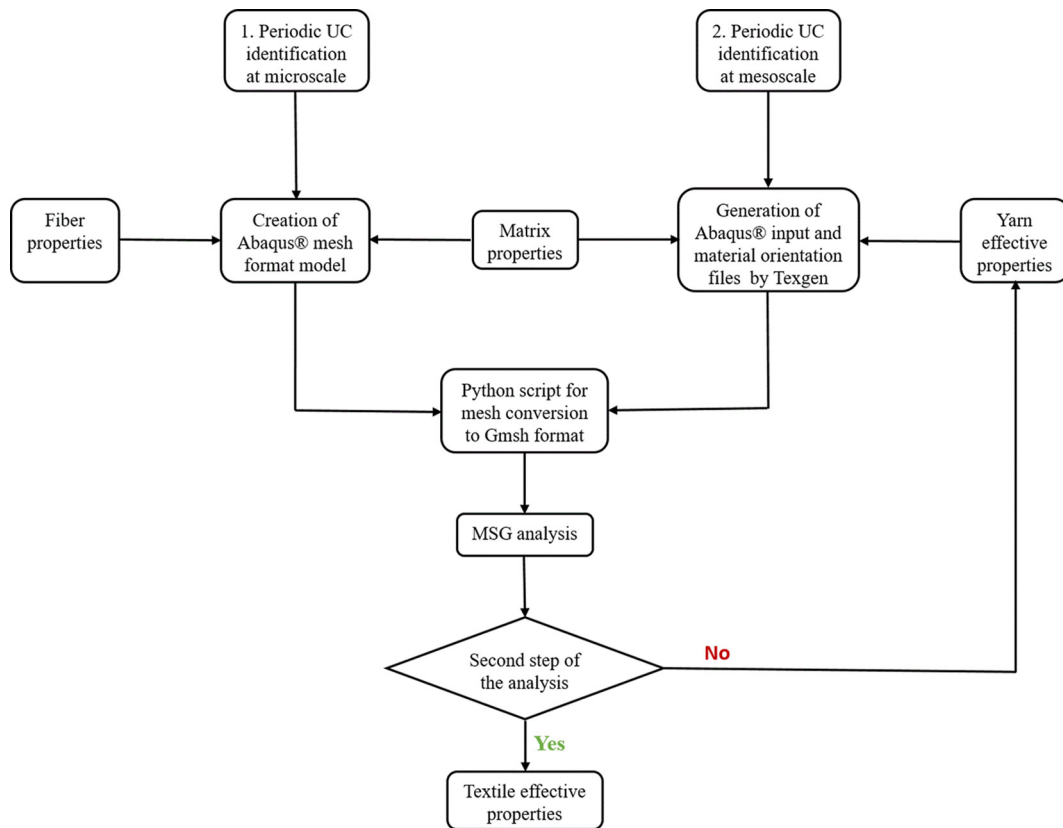 1. Periodic UC
identification
at microscale
2. Periodic UC
identification
at mesoscale
Fiber
properties
Creation of
Abaqus® mesh
format model
Matrix
properties
Generation of
Abaqus® input and
material orientation
files by Texgen
Yarn
effective
properties
Python script for
mesh conversion
to Gmsh format
MSG analysis
Second step of
the analysis
No
Yes
Textile effective
properties